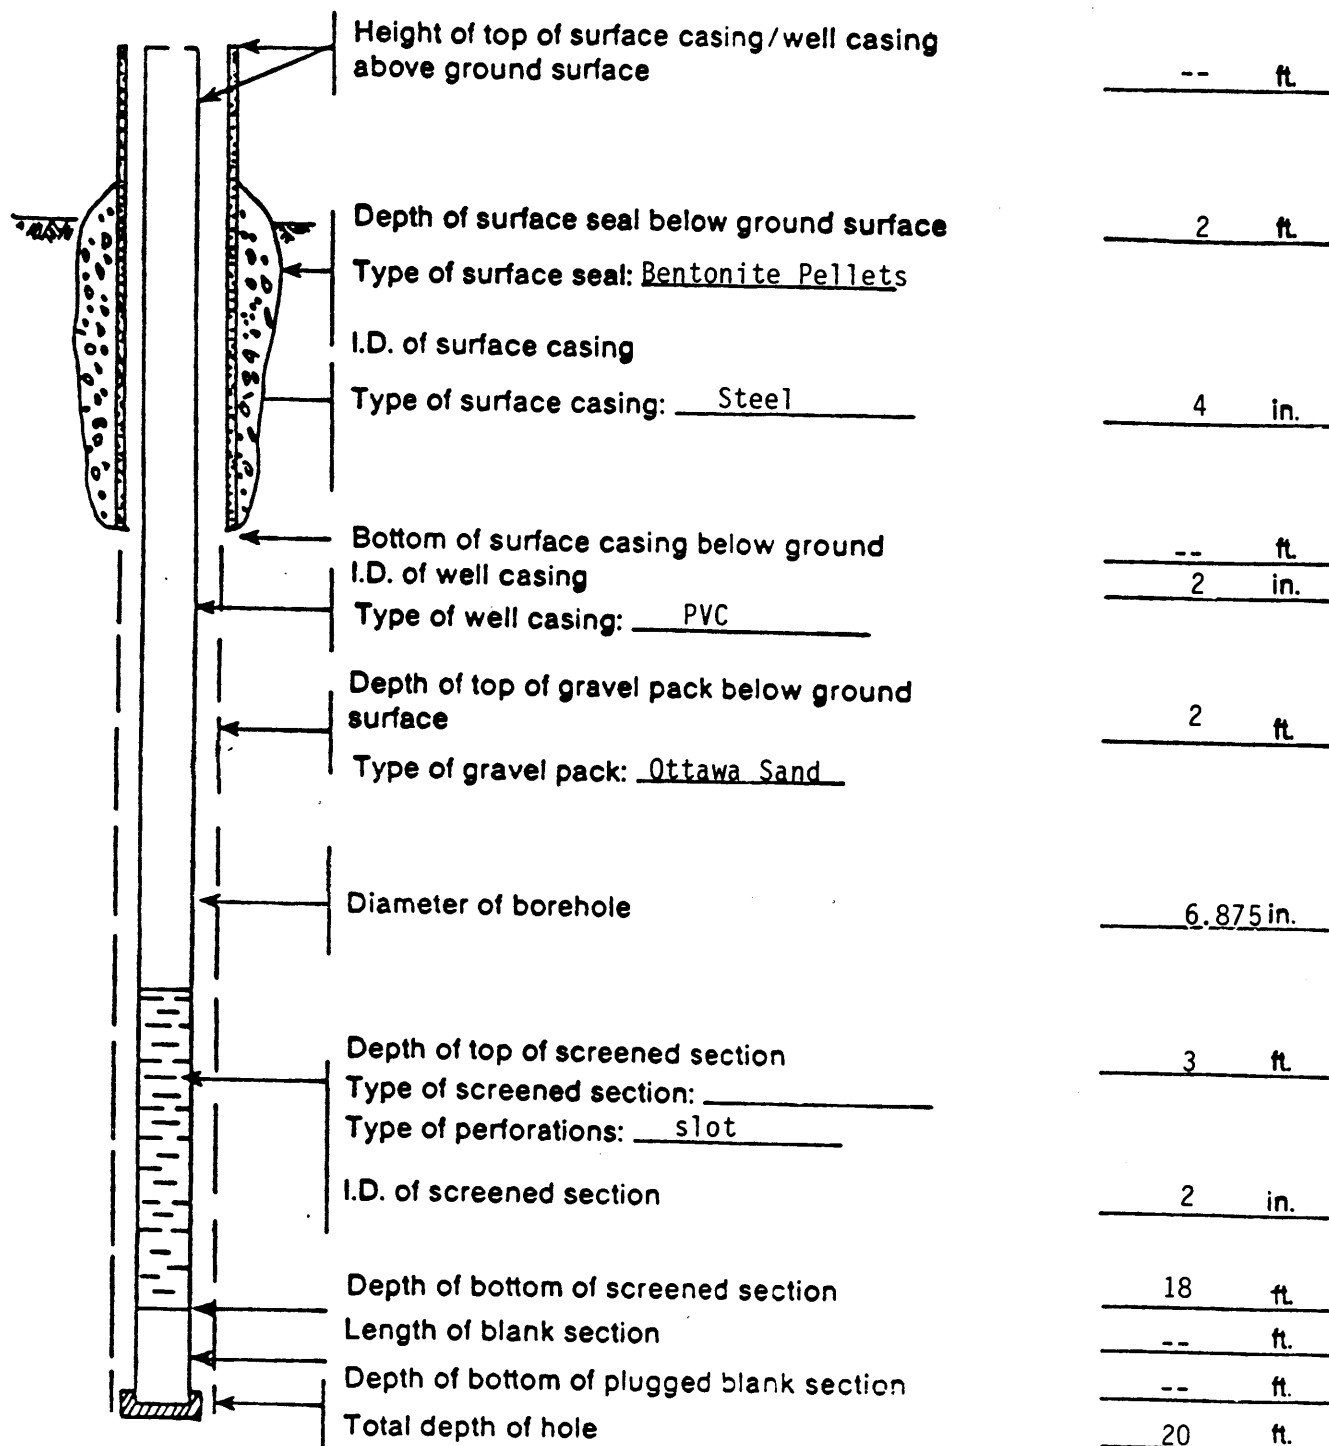 Height of top of surface casing/well casing
above ground surface -- ft.
Depth of surface seal below ground surface 2 ft.
Type of surface seal: Bentonite Pellets
I.D. of surface casing
Type of surface casing: Steel 4 in.
Bottom of surface casing below ground -- ft.
I.D. of well casing 2 in.
Type of well casing: PVC
Depth of top of gravel pack below ground
surface 2 ft.
Type of gravel pack: Ottawa Sand
Diameter of borehole 6.875 in.
Depth of top of screened section 3 ft.
Type of screened section:
Type of perforations: slot
I.D. of screened section 2 in.
Depth of bottom of screened section 18 ft.
Length of blank section -- ft.
Depth of bottom of plugged blank section -- ft.
Total depth of hole 20 ft.